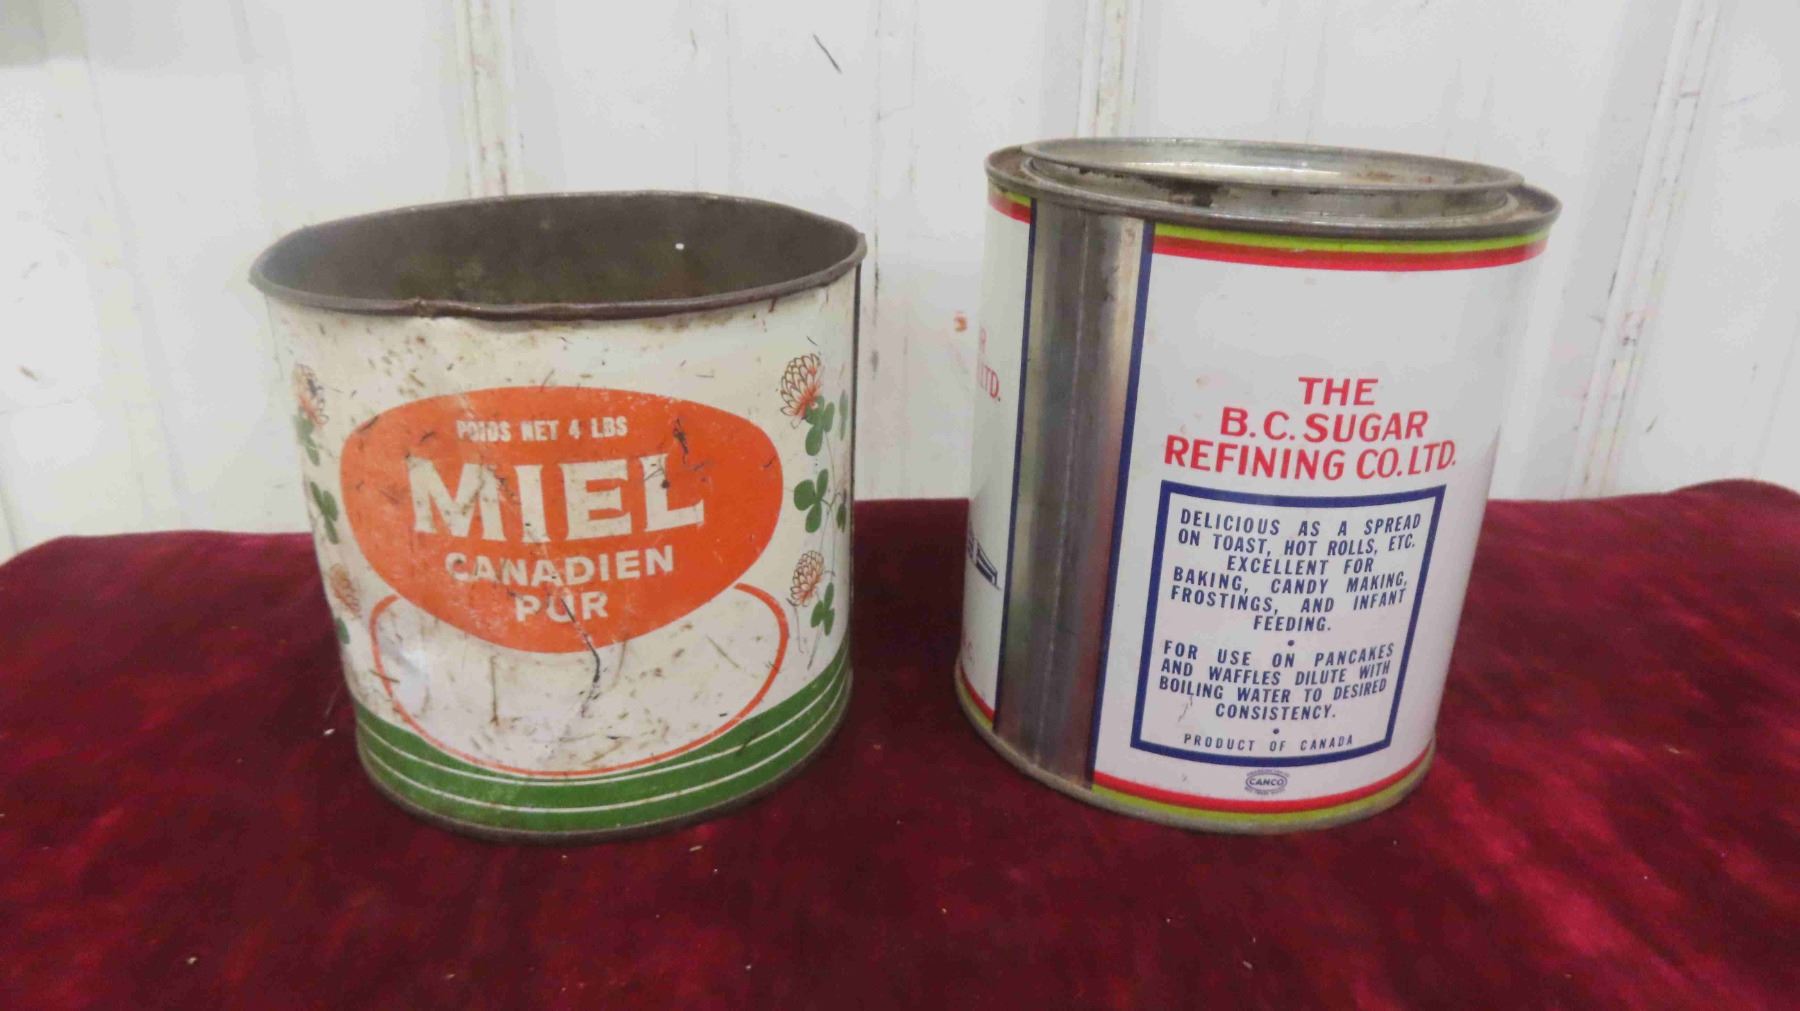 POIDS NET 4 LBS
MIEL
CANADIEN
PUR
LTD.
THE
B.C. SUGAR
REFINING CO. LTD.
DELICIOUS AS A SPREAD
ON TOAST, HOT ROLLS, ETC.
EXCELLENT FOR
BAKING, CANDY MAKING,
FROSTINGS, AND INFANT
FEEDING.
•
FOR USE ON PANCAKES
AND WAFFLES DILUTE WITH
BOILING WATER TO DESIRED
CONSISTENCY.
•
PRODUCT OF CANADA
CANCO